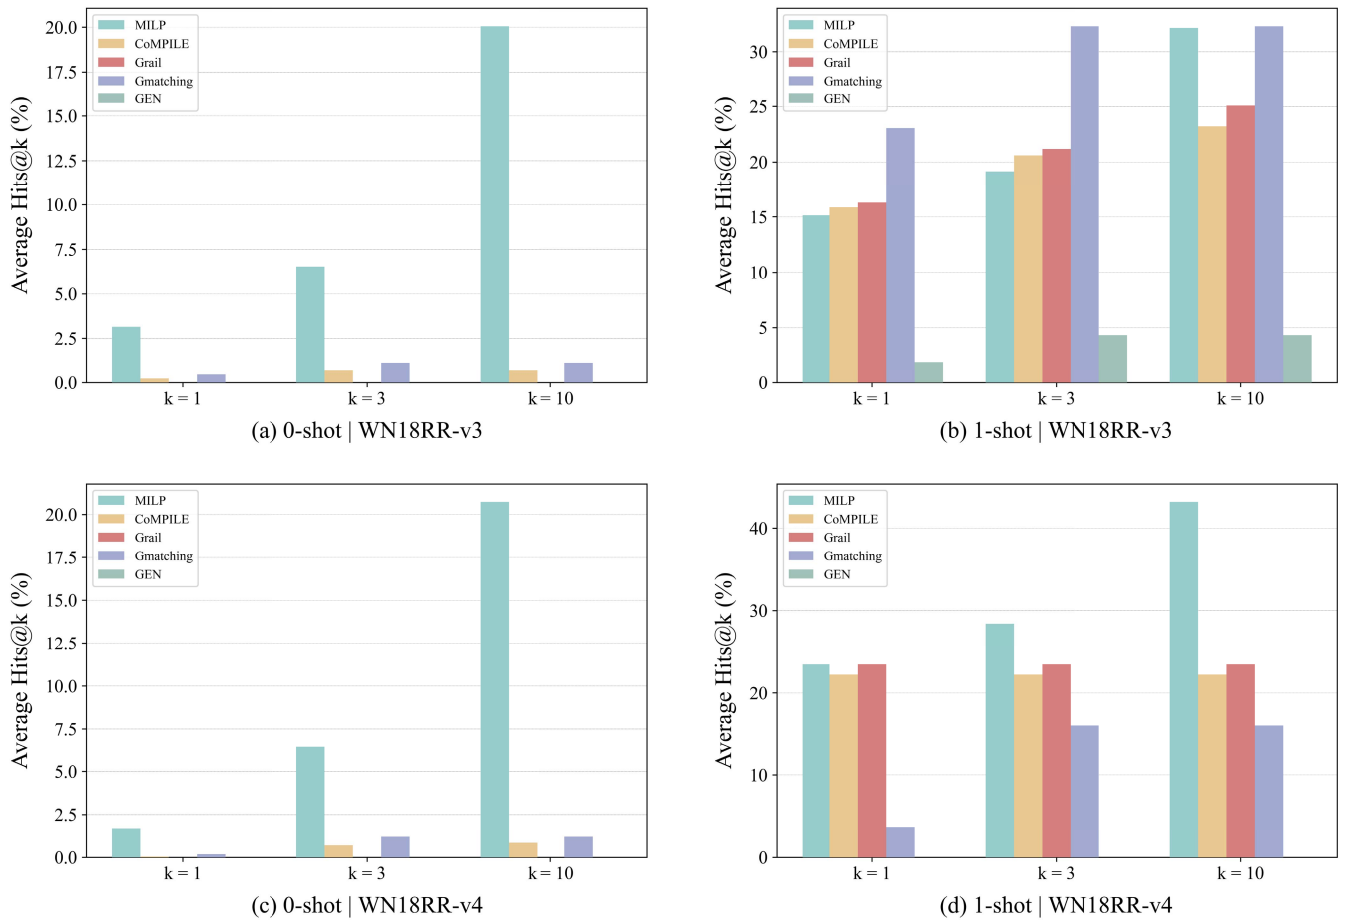 20.0
17.5
15.0
12.5
10.0
7.5
5.0
2.5
0.0
Average Hits@k (%)
MILP
CoMPILE
Grail
Gmatching
GEN
k = 1
k = 3
k = 10
(a) 0-shot | WN18RR-v3
30
25
20
15
10
5
0
Average Hits@k (%)
MILP
CoMPILE
Grail
Gmatching
GEN
k = 1
k = 3
k = 10
(b) 1-shot | WN18RR-v3
20.0
17.5
15.0
12.5
10.0
7.5
5.0
2.5
0.0
Average Hits@k (%)
MILP
CoMPILE
Grail
Gmatching
GEN
k = 1
k = 3
k = 10
(c) 0-shot | WN18RR-v4
40
30
20
10
0
Average Hits@k (%)
MILP
CoMPILE
Grail
Gmatching
GEN
k = 1
k = 3
k = 10
(d) 1-shot | WN18RR-v4